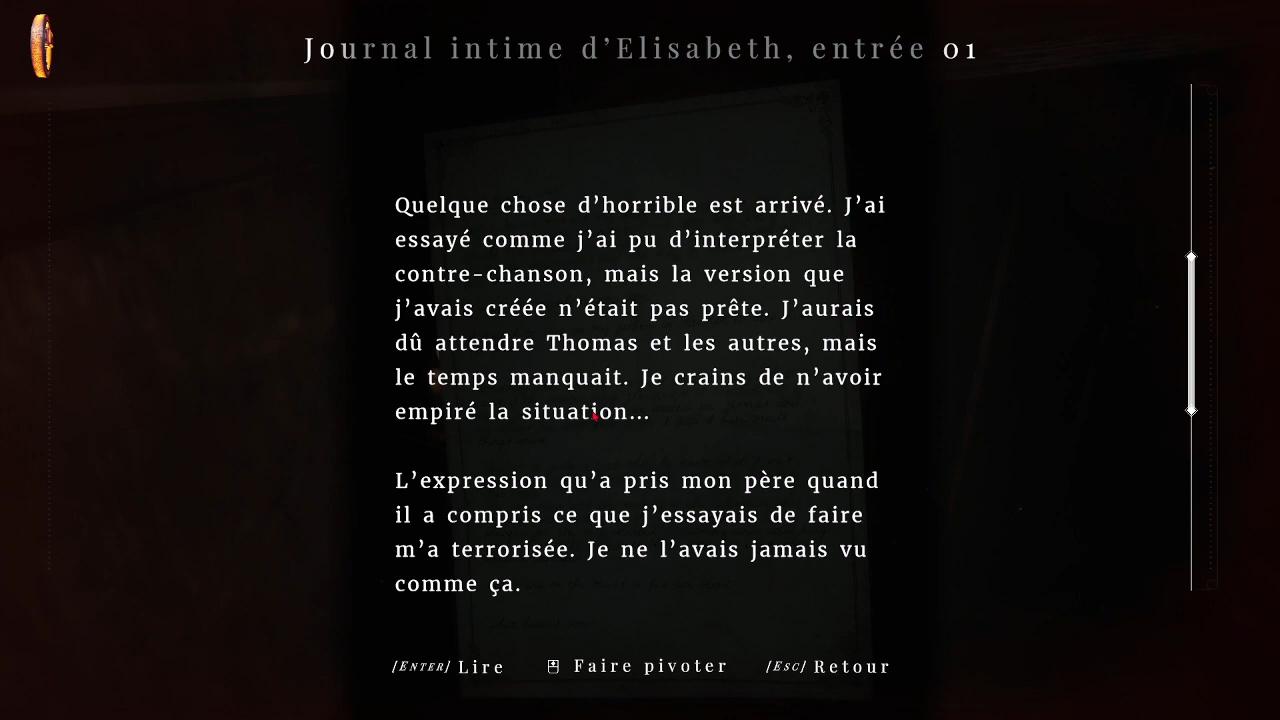 Journal intime d’Elisabeth, entrée 01
Quelque chose d’horrible est arrivé. J’ai
essayé comme j’ai pu d’interpréter la
contre-chanson, mais la version que
j’avais créée n’était pas prête. J’aurais
dû attendre Thomas et les autres, mais
le temps manquait. Je crains de n’avoir
empiré la situation...
L’expression qu’a pris mon père quand
il a compris ce que j’essayais de faire
m’a terrorisée. Je ne l’avais jamais vu
comme ça.
[Enter] Lire Faire pivoter [Esc] Retour